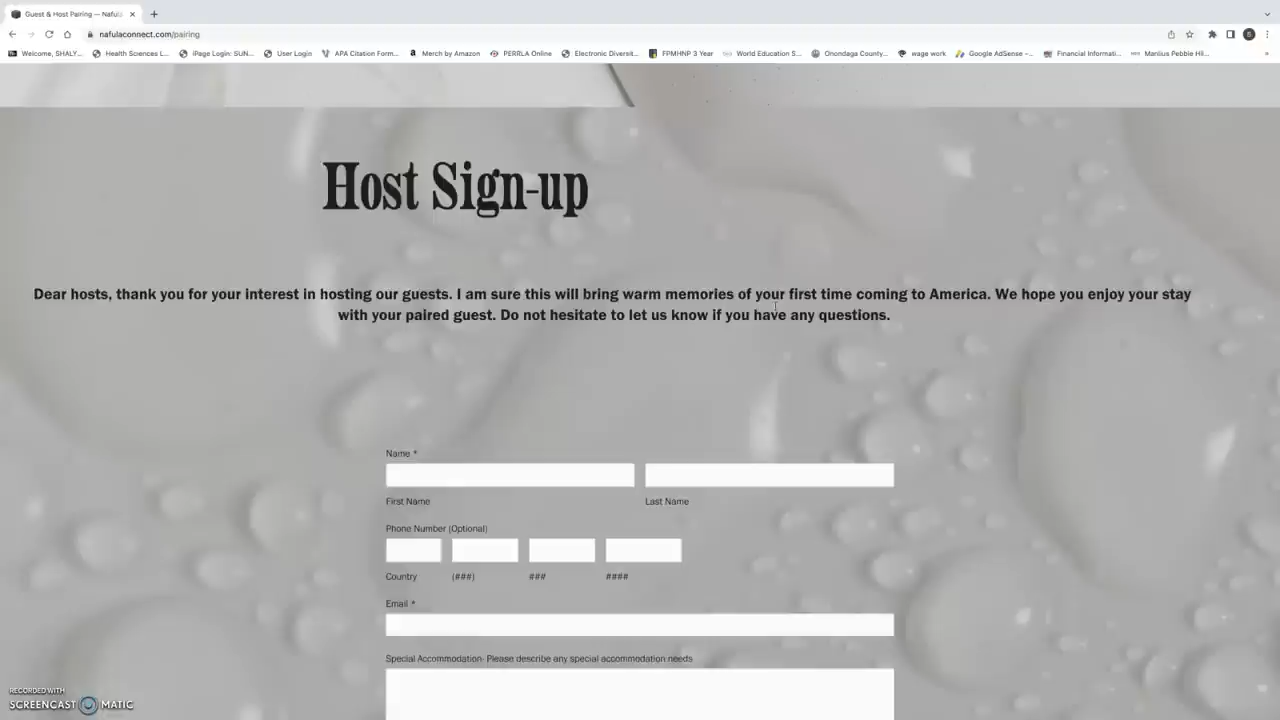 Guest & Host Pairing — Nafula
nafulaconnect.com/pairing
Welcome, SHALY...
Health Sciences L...
iPage Login: SUN...
User Login
APA Citation Form...
Merch by Amazon
PERRLA Online
Electronic Diversit...
FPMHNP 3 Year
World Education S...
Onondaga County...
wage work
Google AdSense –...
Financial Informati...
Manlius Pebble Hil...
Host Sign-up
Dear hosts, thank you for your interest in hosting our guests. I am sure this will bring warm memories of your first time coming to America. We hope you enjoy your stay
with your paired guest. Do not hesitate to let us know if you have any questions.
Name *
First Name Last Name
Phone Number (Optional)
Country (###) ### ####
Email *
Special Accommodation- Please describe any special accommodation needs
RECORDED WITH
SCREENCAST MATIC